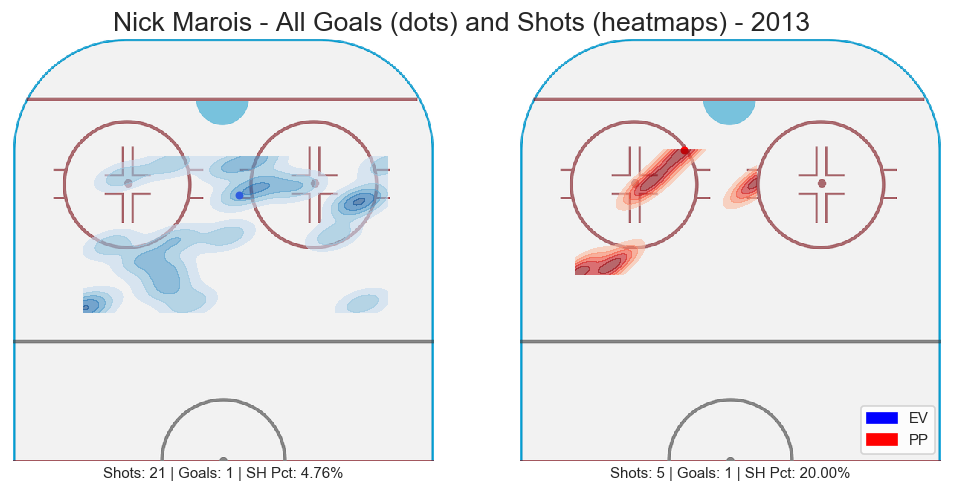 Nick Marois - All Goals (dots) and Shots (heatmaps) - 2013
EV
PP
Shots: 21 | Goals: 1 | SH Pct: 4.76%
Shots: 5 | Goals: 1 | SH Pct: 20.00%